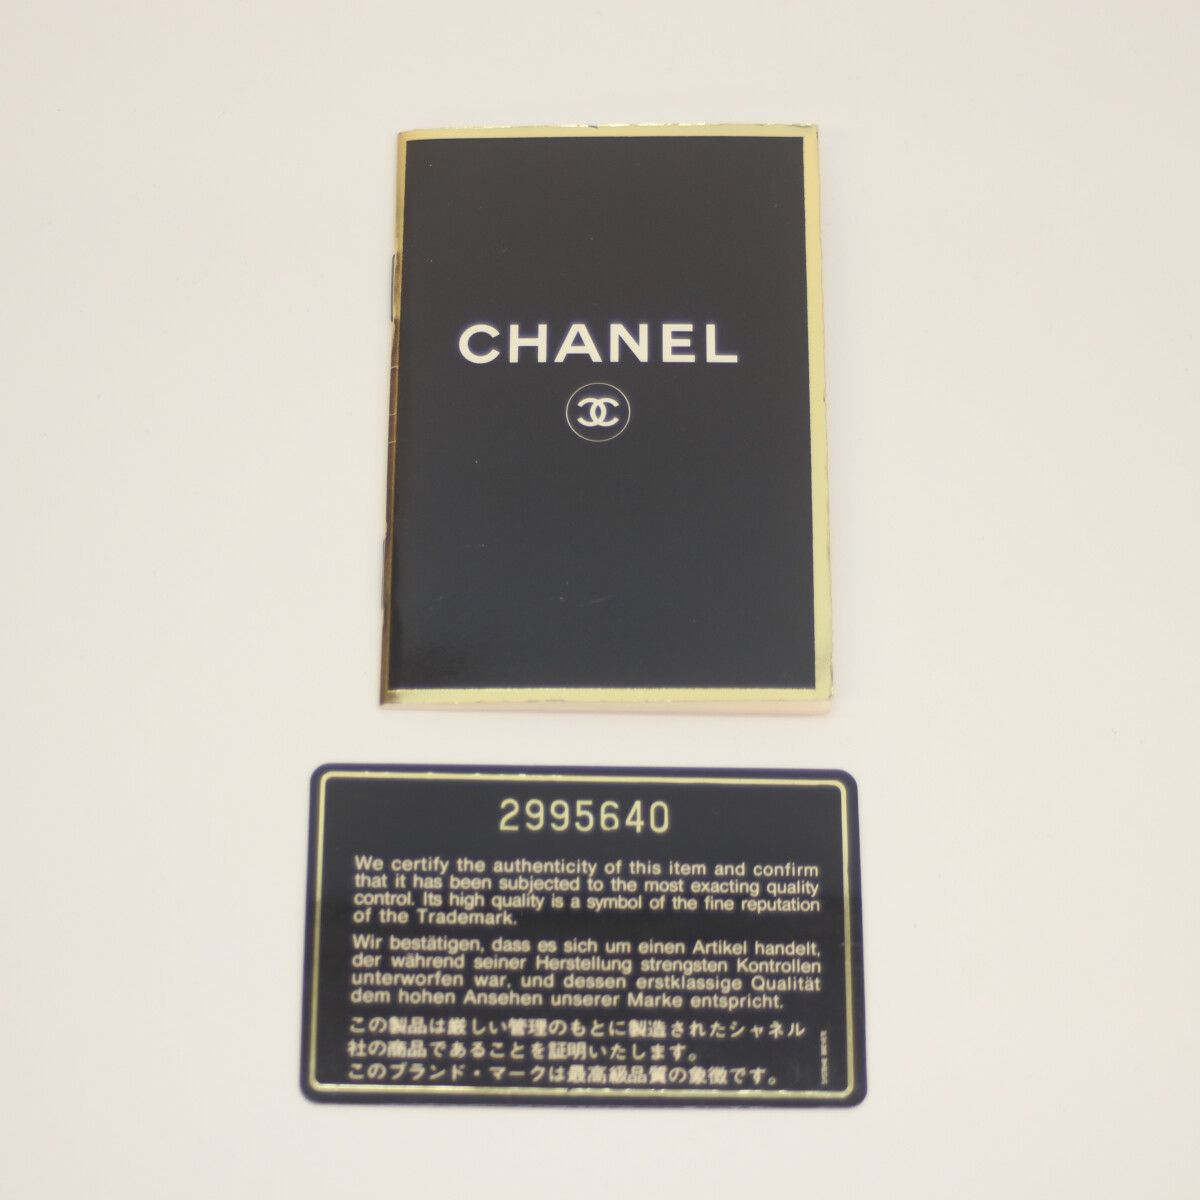 CHANEL
2995640
We certify the authenticity of this item and confirm
that it has been subjected to the most exacting quality
control. Its high quality is a symbol of the fine reputation
of the Trademark.
Wir bestätigen, dass es sich um einen Artikel handelt,
der während seiner Herstellung strengsten Kontrollen
unterworfen war, und dessen erstklassige Qualität
dem hohen Ansehen unserer Marke entspricht.
この製品は厳しい管理のもとに製造されたシャネル
社の商品であることを証明いたします。
このブランド・マークは最高級品質の象徴です。